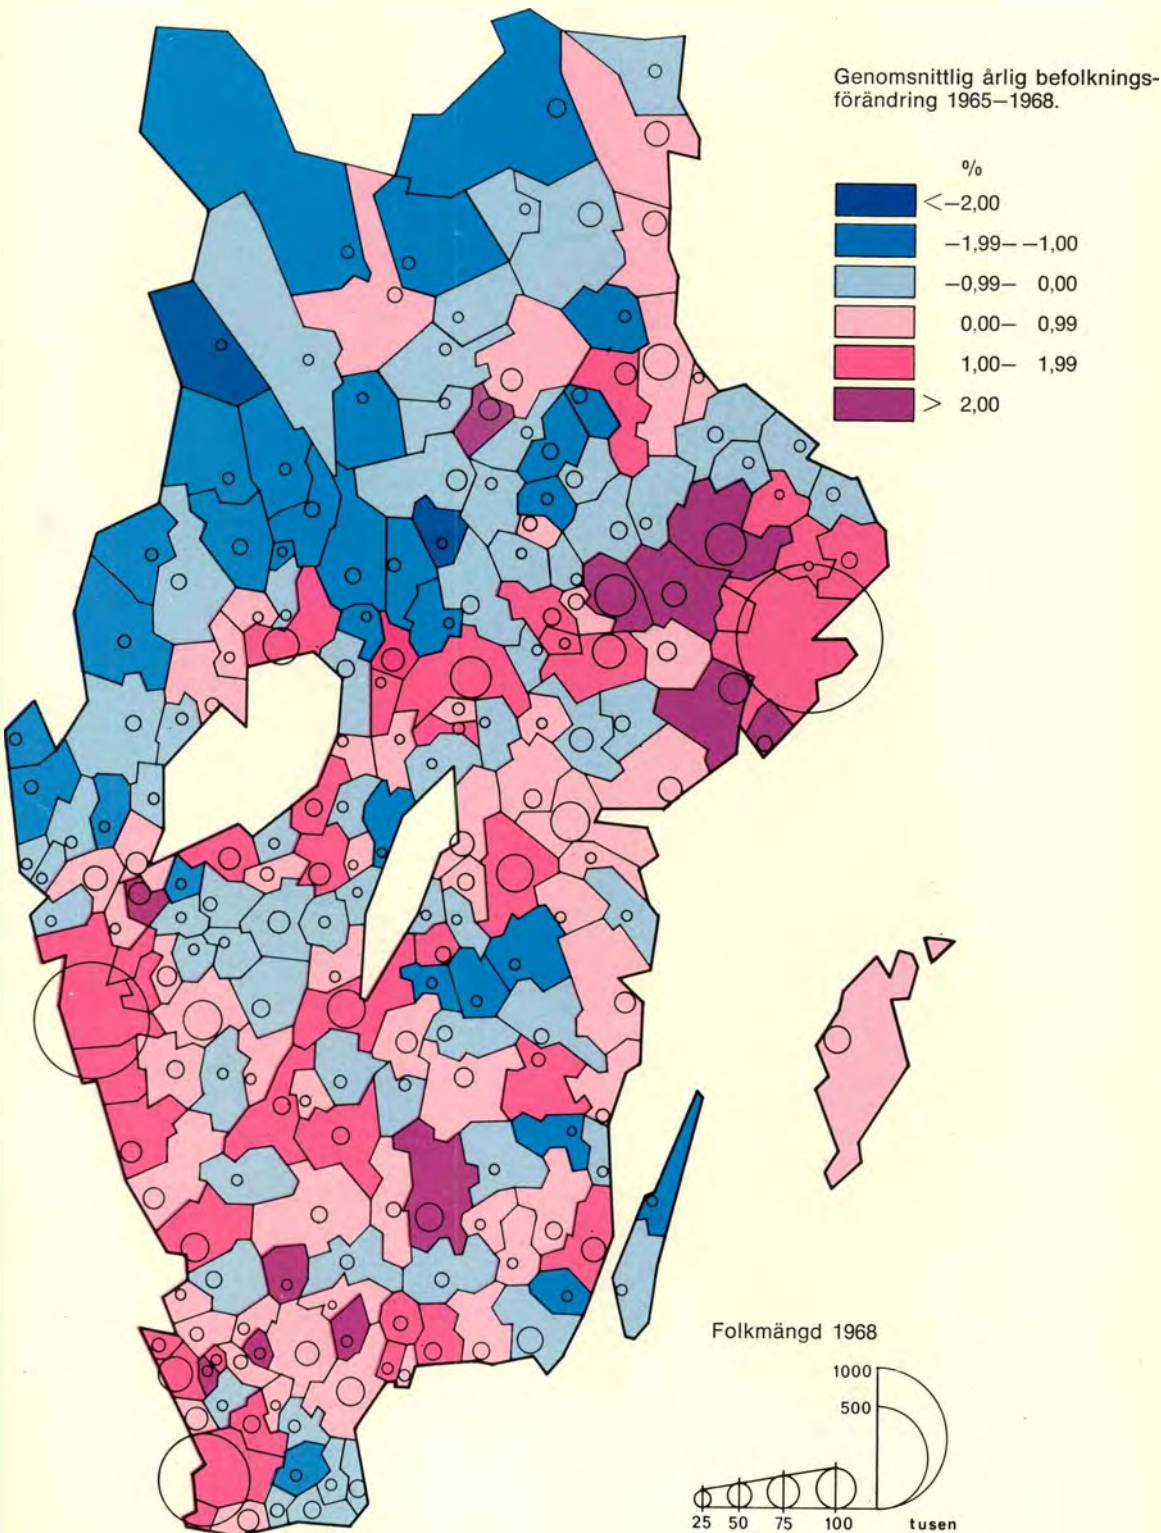 Genomsnittlig årlig befolknings-
förändring 1965–1968.
%
<–2,00
–1,99– –1,00
–0,99– 0,00
0,00– 0,99
1,00– 1,99
> 2,00
Folkmängd 1968
1000
500
25 50 75 100 tusen